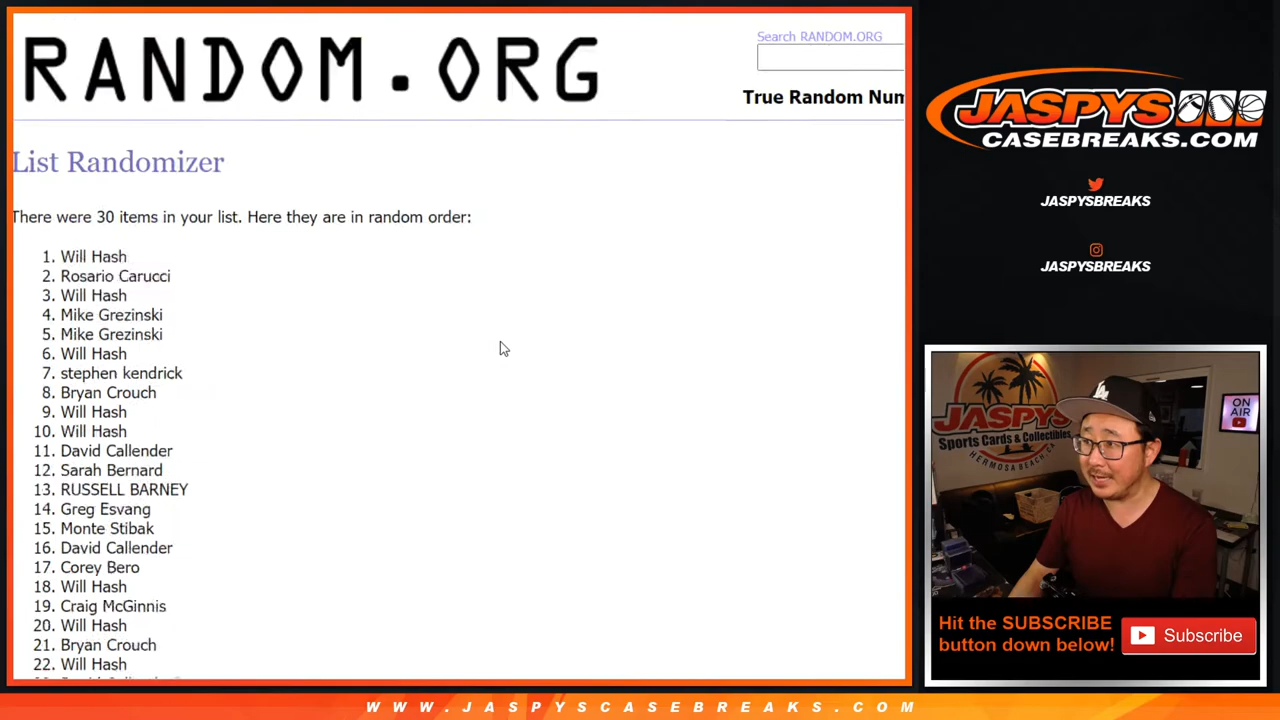 RANDOM.ORG
Search RANDOM.ORG
True Random Num
List Randomizer
There were 30 items in your list. Here they are in random order:
1. Will Hash
2. Rosario Carucci
3. Will Hash
4. Mike Grezinski
5. Mike Grezinski
6. Will Hash
7. stephen kendrick
8. Bryan Crouch
9. Will Hash
10. Will Hash
11. David Callender
12. Sarah Bernard
13. RUSSELL BARNEY
14. Greg Esvang
15. Monte Stibak
16. David Callender
17. Corey Bero
18. Will Hash
19. Craig McGinnis
20. Will Hash
21. Bryan Crouch
22. Will Hash
JASPYS
CASEBREAKS.COM
JASPYSBREAKS
JASPYSBREAKS
JASPYS
Sports Cards & Collectibles
HERMOSA BEACH, CA
LA
ON
AIR
Hit the SUBSCRIBE
button down below!
Subscribe
WWW.JASPYSCASEBREAKS.COM